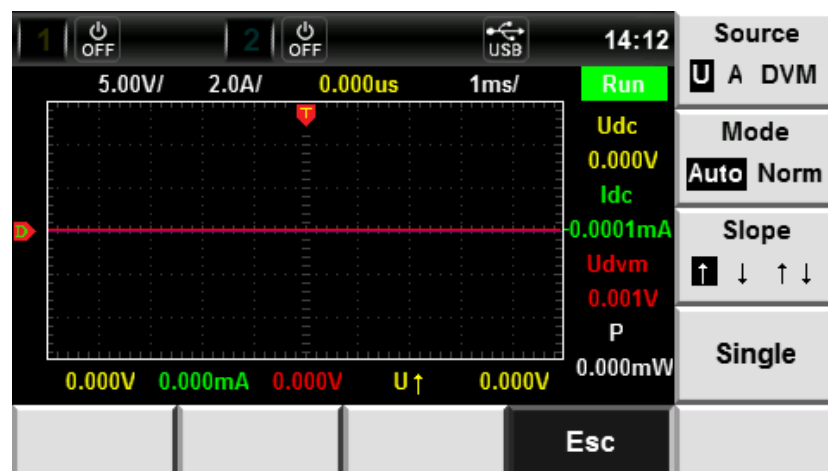 1 OFF 2 OFF USB 14:12
5.00V/ 2.0A/ 0.000us 1ms/ Run
T
Udc
0.000V
Idc
-0.0001mA
D
Udvm
0.001V
P
0.000mW
0.000V 0.000mA 0.000V U↑ 0.000V
Source
U A DVM
Mode
Auto Norm
Slope
↑ ↓ ↑↓
Single
Esc